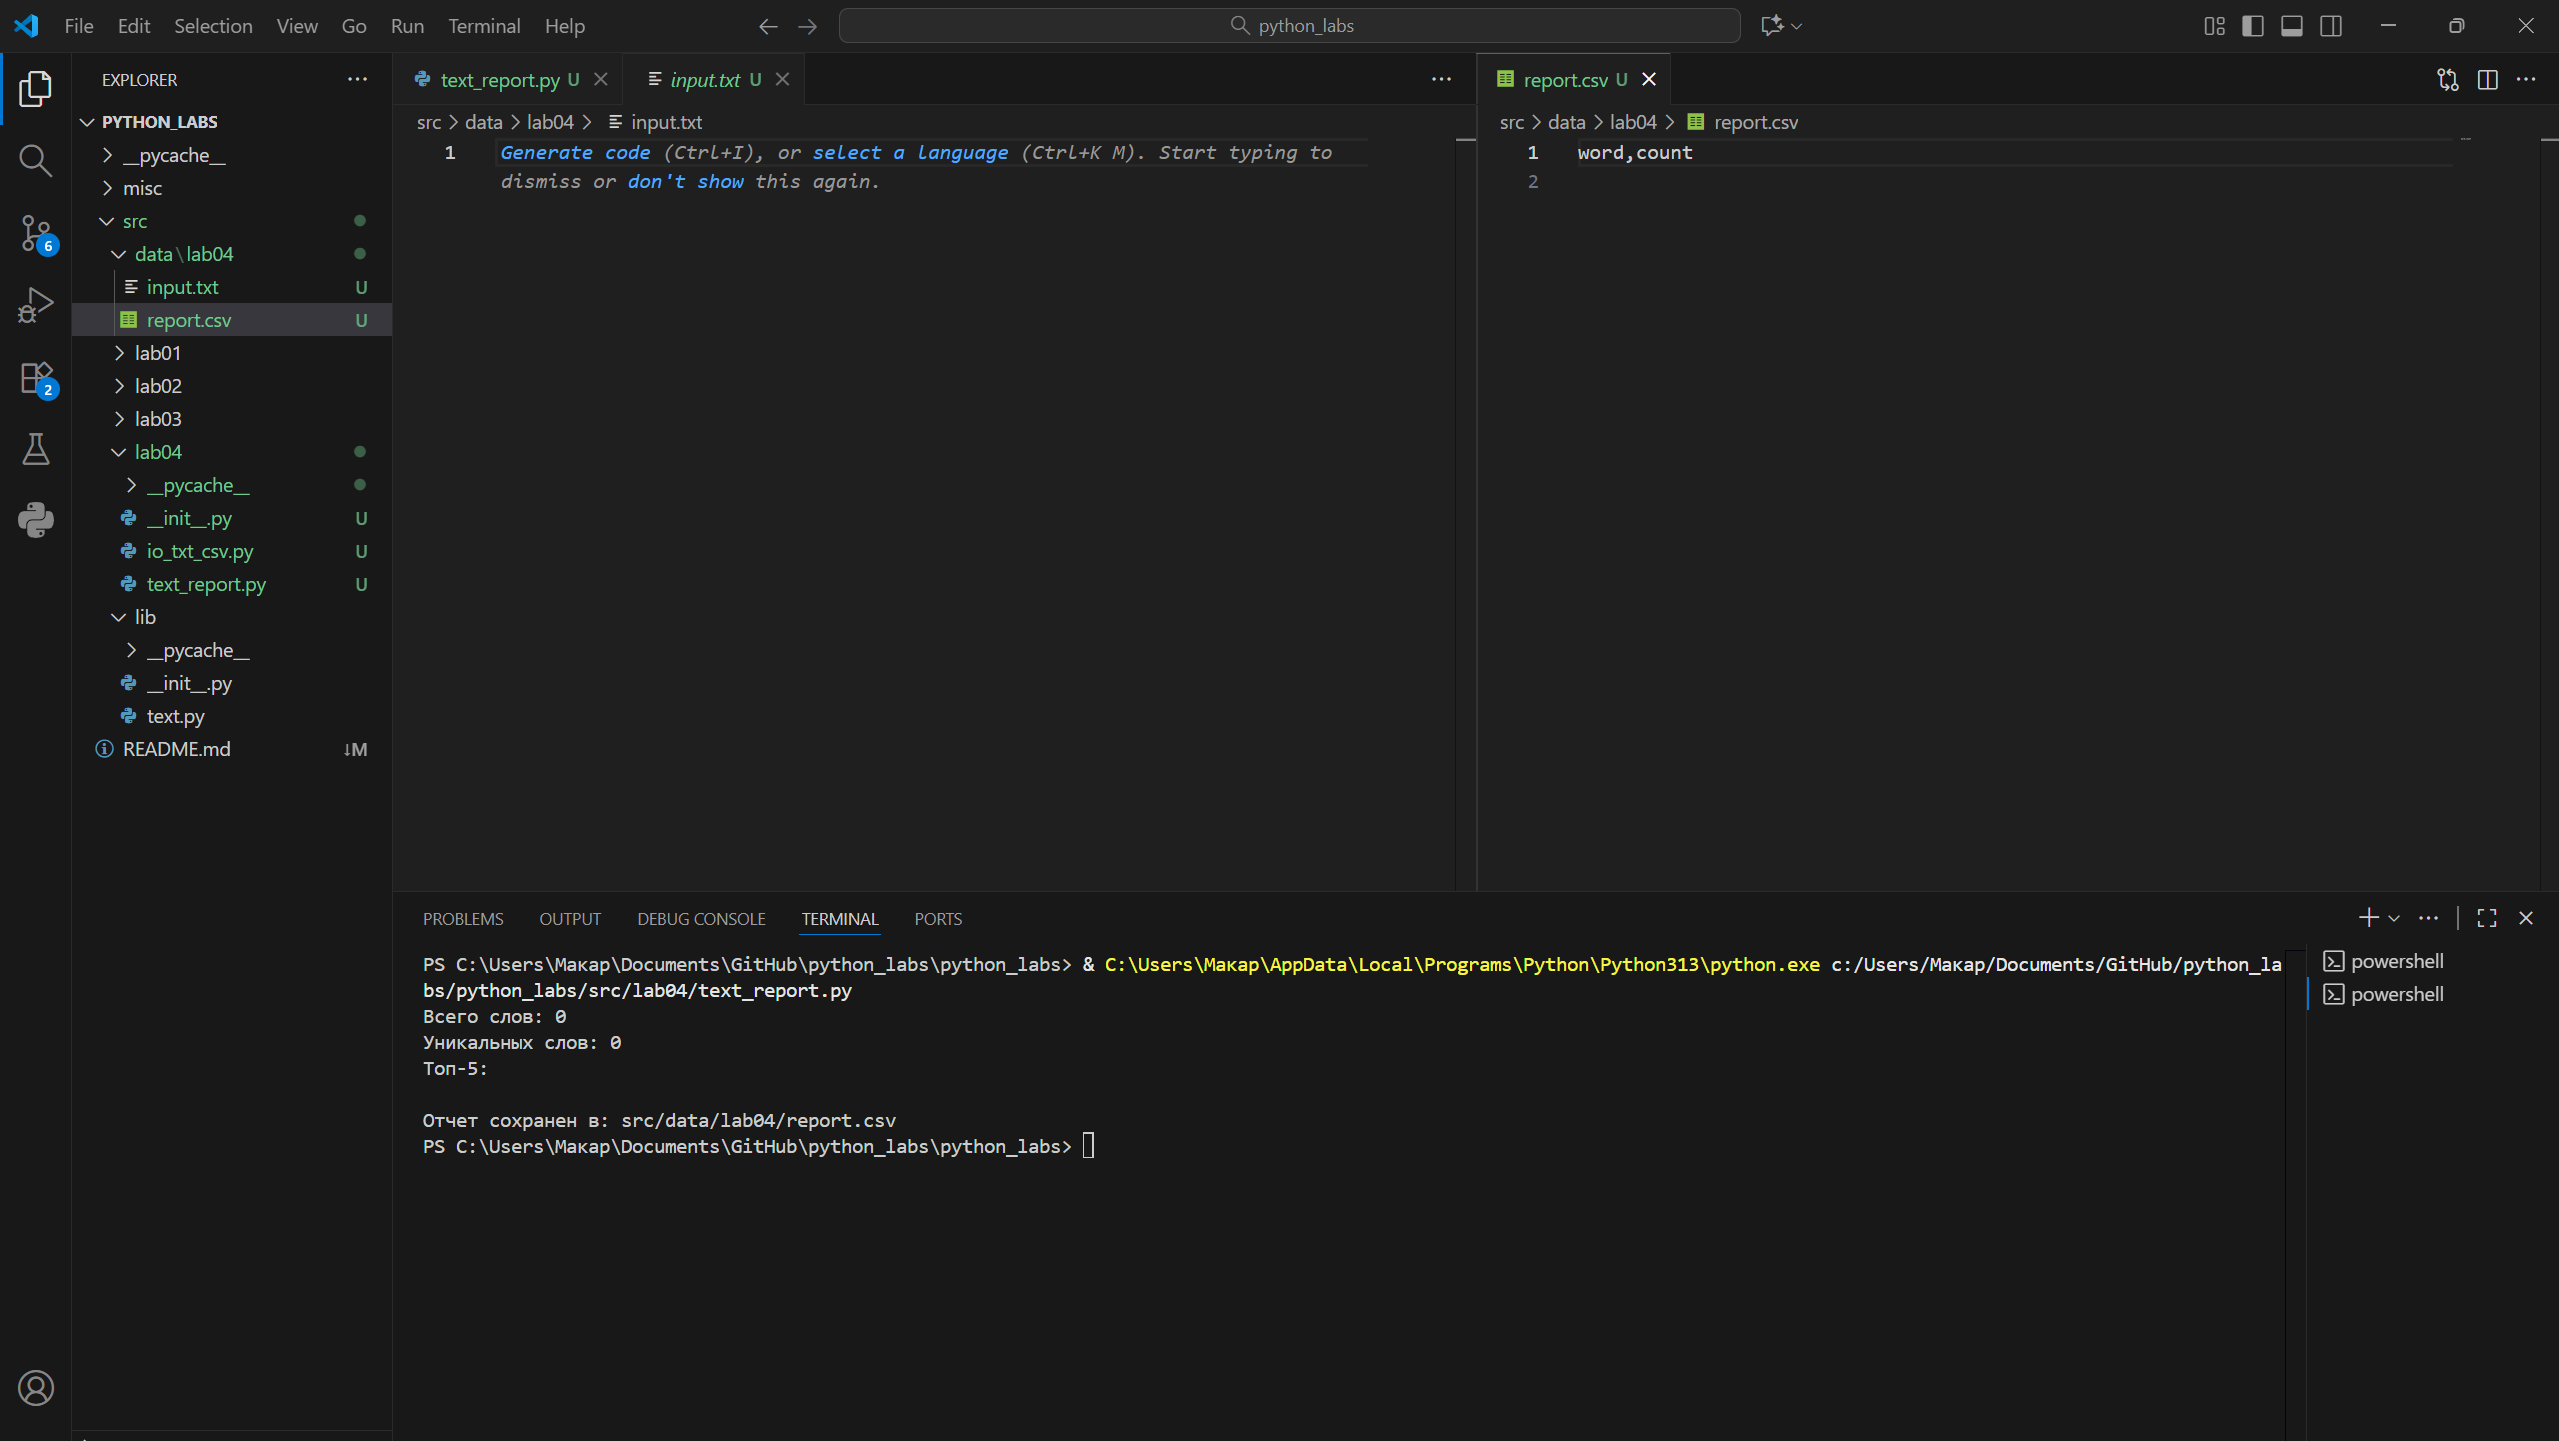 File Edit Selection View Go Run Terminal Help
python_labs
EXPLORER
PYTHON_LABS
__pycache__
misc
src
data\lab04
input.txt U
report.csv U
lab01
lab02
lab03
lab04
__pycache__
__init__.py U
io_txt_csv.py U
text_report.py U
lib
__pycache__
__init__.py
text.py
README.md ↓M
6
2
text_report.py U
input.txt U
src > data > lab04 > input.txt
1 Generate code (Ctrl+I), or select a language (Ctrl+K M). Start typing to
dismiss or don't show this again.
report.csv U
src > data > lab04 > report.csv
1 word,count
2
PROBLEMS OUTPUT DEBUG CONSOLE TERMINAL PORTS
PS C:\Users\Макар\Documents\GitHub\python_labs\python_labs> & C:\Users\Макар\AppData\Local\Programs\Python\Python313\python.exe c:/Users/Макар/Documents/GitHub/python_la
bs/python_labs/src/lab04/text_report.py
Всего слов: 0
Уникальных слов: 0
Топ-5:
Отчет сохранен в: src/data/lab04/report.csv
PS C:\Users\Макар\Documents\GitHub\python_labs\python_labs>
powershell
powershell